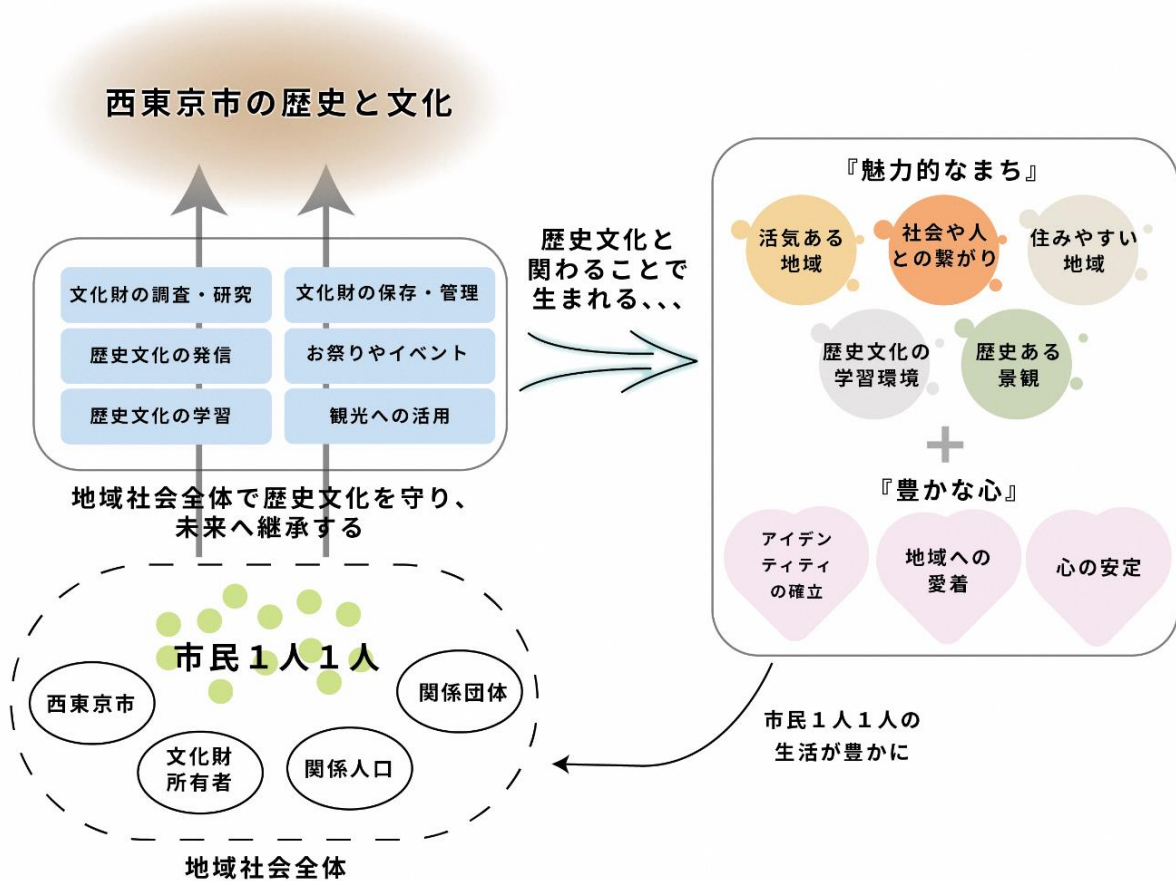 西東京市の歴史と文化
文化財の調査・研究
文化財の保存・管理
歴史文化の発信
お祭りやイベント
歴史文化の学習
観光への活用
地域社会全体で歴史文化を守り、
未来へ継承する
市民１人１人
西東京市
関係団体
文化財
所有者
関係人口
地域社会全体
歴史文化と
関わることで
生まれる、、、
『魅力的なまち』
活気ある
地域
社会や人
との繋がり
住みやすい
地域
歴史文化の
学習環境
歴史ある
景観
+
『豊かな心』
アイデン
ティティ
の確立
地域への
愛着
心の安定
市民１人１人の
生活が豊かに